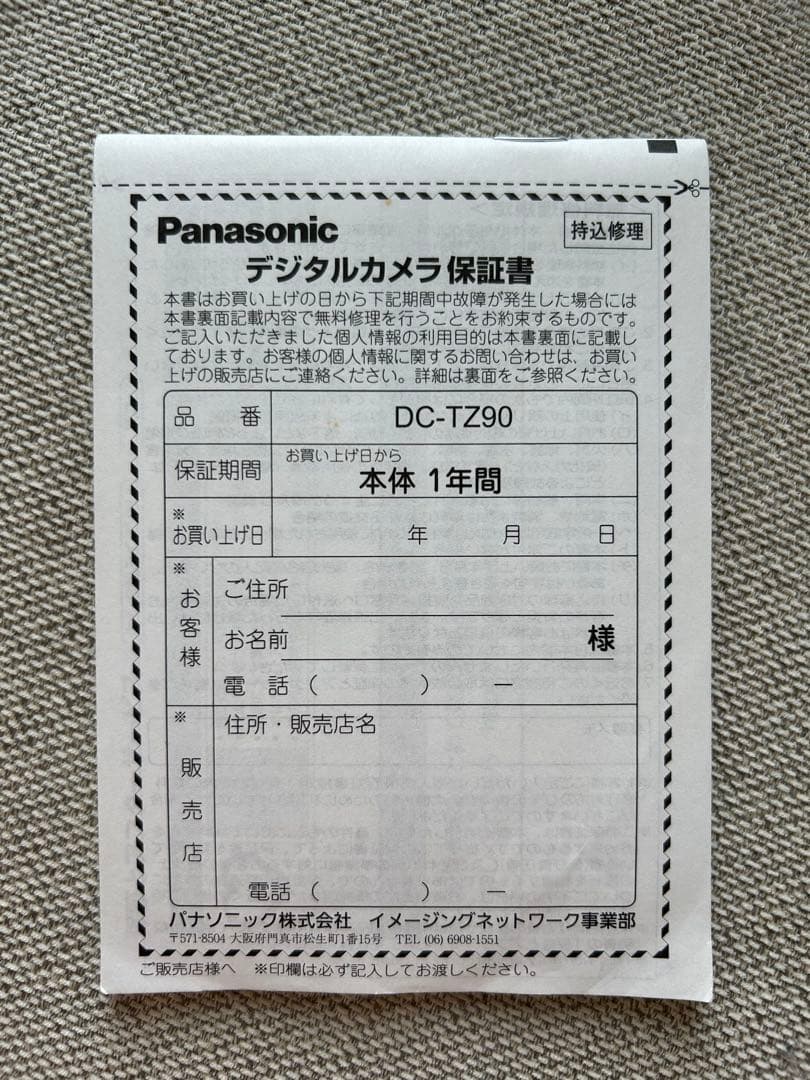 Panasonic
持込修理
デジタルカメラ保証書
本書はお買い上げの日から下記期間中故障が発生した場合には
本書裏面記載内容で無料修理を行うことをお約束するものです。
ご記入いただきました個人情報の利用目的は本書裏面に記載し
ております。お客様の個人情報に関するお問い合わせは、お買い
上げの販売店にご連絡ください。詳細は裏面をご参照ください。
品 番 DC-TZ90
保証期間 お買い上げ日から
本体 1年間
※
お買い上げ日 年 月 日
※
お客様
ご住所
お名前 様
電 話 ( ) ―
※
販売店
住所・販売店名
電話 ( ) ―
パナソニック株式会社 イメージングネットワーク事業部
〒571-8504 大阪府門真市松生町1番15号 TEL (06) 6908-1551
ご販売店様へ ※印欄は必ず記入してお渡しください。